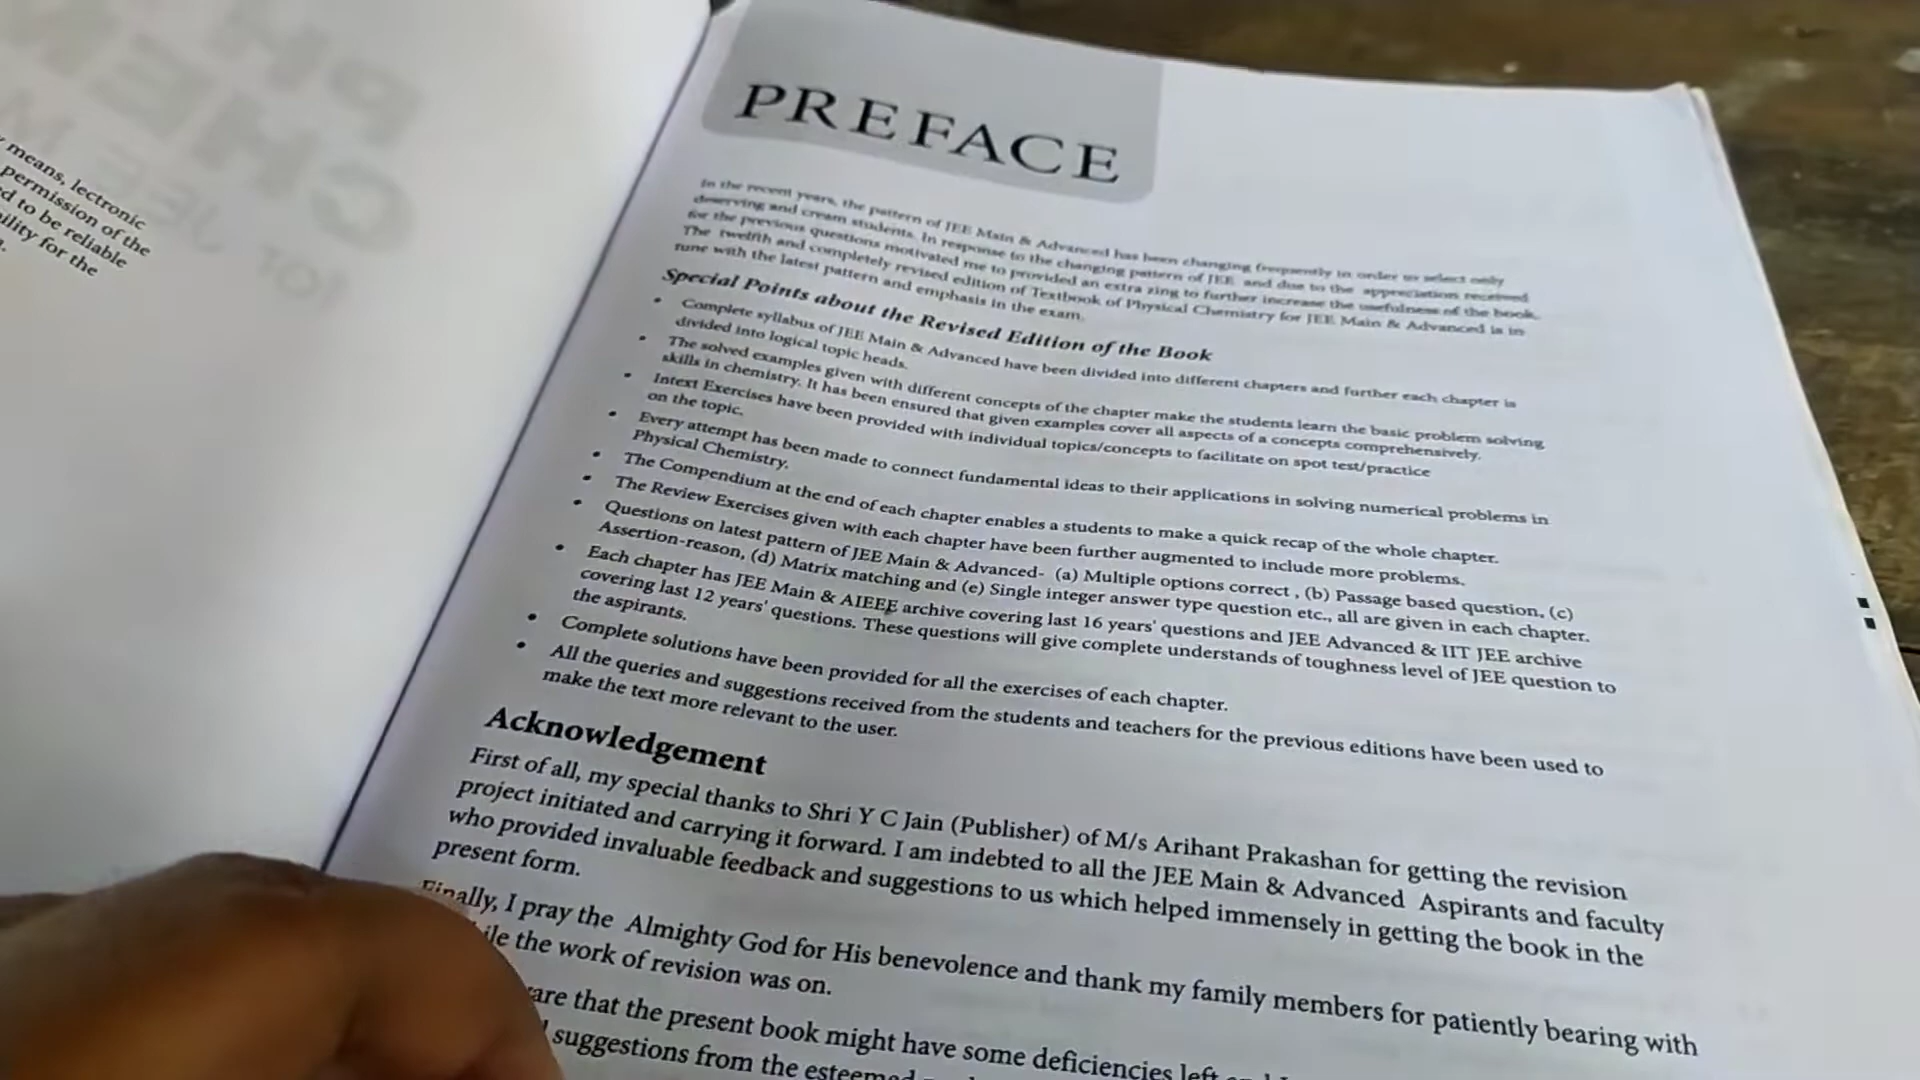 means, lectronic
permission of the
d to be reliable
ility for the
PREFACE
In the recent years, the pattern of JEE Main & Advanced has been changing frequently in order to select only
deserving and cream students. In response to the changing pattern of JEE and due to the appreciation received
for the previous questions motivated me to provided an extra zing to further increase the usefulness of the book.
The twelfth and completely revised edition of Textbook of Physical Chemistry for JEE Main & Advanced is in
tune with the latest pattern and emphasis in the exam.
Special Points about the Revised Edition of the Book
• Complete syllabus of JEE Main & Advanced have been divided into different chapters and further each chapter is
divided into logical topic heads.
• The solved examples given with different concepts of the chapter make the students learn the basic problem solving
skills in chemistry. It has been ensured that given examples cover all aspects of a concepts comprehensively.
• Intext Exercises have been provided with individual topics/concepts to facilitate on spot test/practice
on the topic.
• Every attempt has been made to connect fundamental ideas to their applications in solving numerical problems in
Physical Chemistry.
• The Compendium at the end of each chapter enables a students to make a quick recap of the whole chapter.
• The Review Exercises given with each chapter have been further augmented to include more problems.
• Questions on latest pattern of JEE Main & Advanced- (a) Multiple options correct , (b) Passage based question, (c)
Assertion-reason, (d) Matrix matching and (e) Single integer answer type question etc., all are given in each chapter.
• Each chapter has JEE Main & AIEEE archive covering last 16 years' questions and JEE Advanced & IIT JEE archive
covering last 12 years' questions. These questions will give complete understands of toughness level of JEE question to
the aspirants.
• Complete solutions have been provided for all the exercises of each chapter.
• All the queries and suggestions received from the students and teachers for the previous editions have been used to
make the text more relevant to the user.
Acknowledgement
First of all, my special thanks to Shri Y C Jain (Publisher) of M/s Arihant Prakashan for getting the revision
project initiated and carrying it forward. I am indebted to all the JEE Main & Advanced Aspirants and faculty
who provided invaluable feedback and suggestions to us which helped immensely in getting the book in the
present form.
Finally, I pray the Almighty God for His benevolence and thank my family members for patiently bearing with
the work of revision was on.
that the present book might have some deficiencies left
suggestions from the esteemed